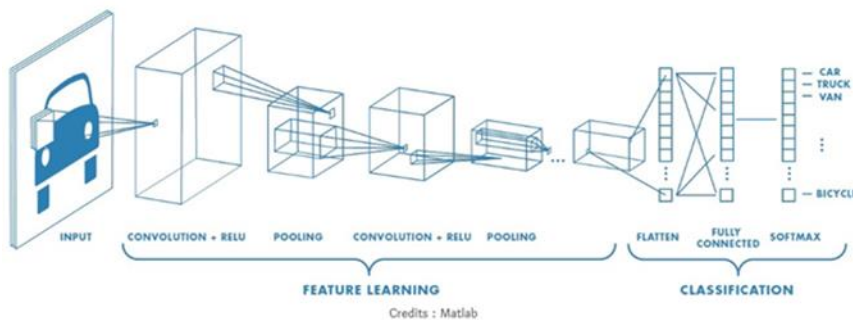 CAR
TRUCK
VAN
BICYCLE
INPUT
CONVOLUTION + RELU
POOLING
CONVOLUTION + RELU
POOLING
FLATTEN
FULLY
CONNECTED
SOFTMAX
FEATURE LEARNING
CLASSIFICATION
Credits : Matlab